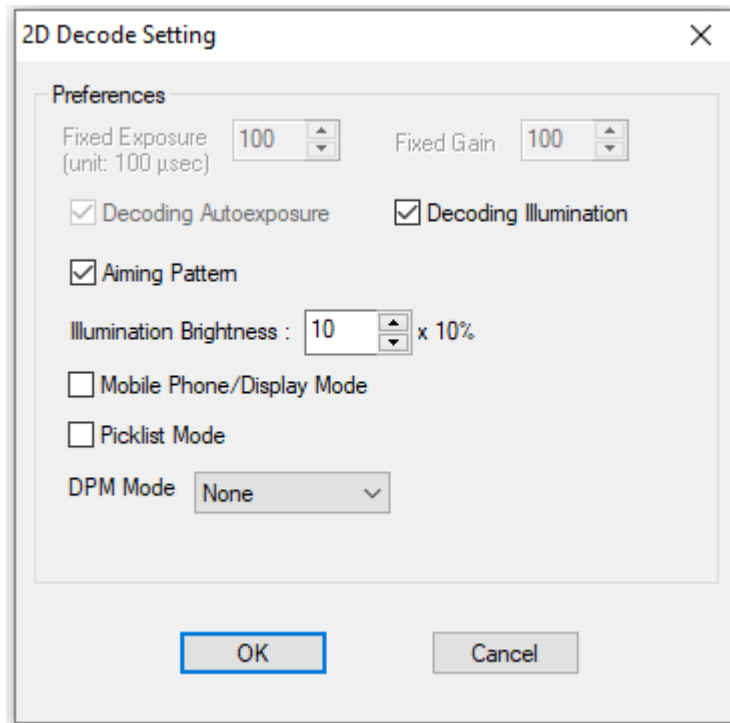 2D Decode Setting
Preferences
Fixed Exposure
(unit: 100 µsec)
100
Fixed Gain
100
Decoding Autoexposure
Decoding Illumination
Aiming Pattern
Illumination Brightness : 10 x 10%
Mobile Phone/Display Mode
Picklist Mode
DPM Mode None
OK
Cancel